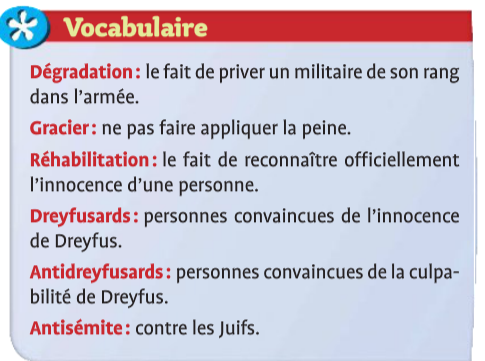 Vocabulaire
Dégradation : le fait de priver un militaire de son rang
dans l'armée.
Gracier : ne pas faire appliquer la peine.
Réhabilitation : le fait de reconnaître officiellement
l'innocence d'une personne.
Dreyfusards : personnes convaincues de l'innocence
de Dreyfus.
Antidreyfusards : personnes convaincues de la culpa-
bilité de Dreyfus.
Antisémite : contre les Juifs.